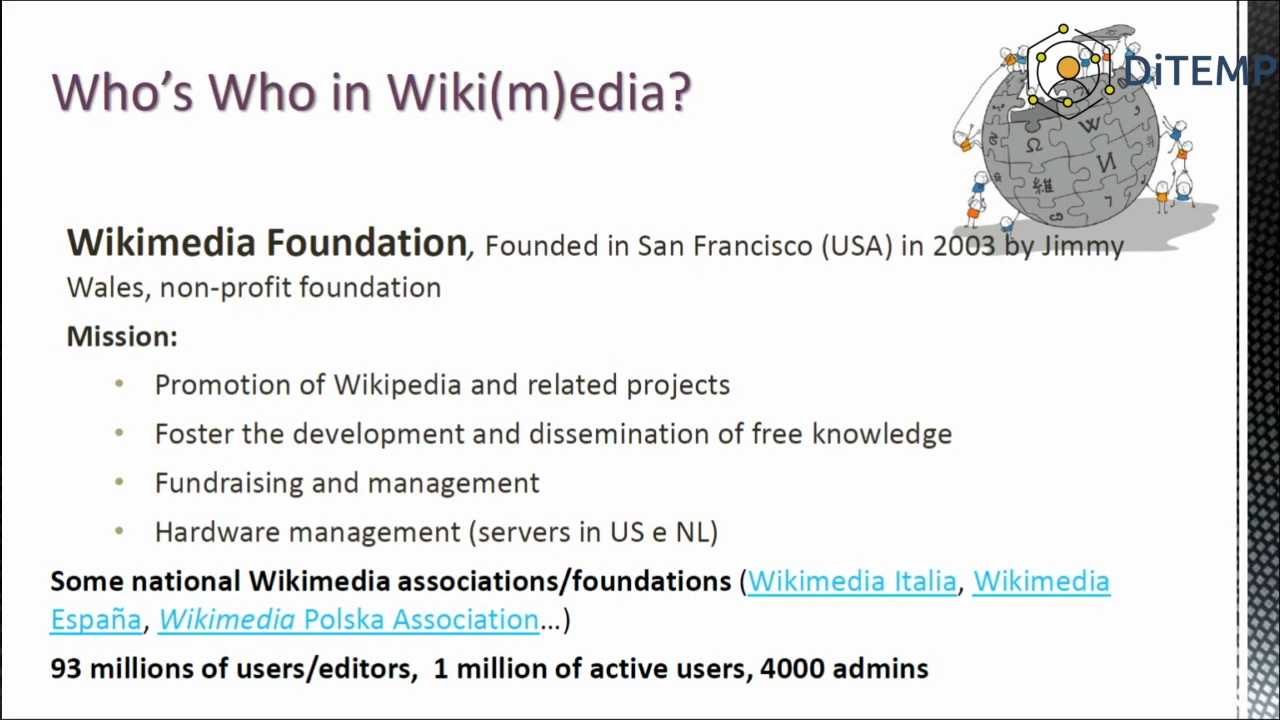 Who's Who in Wiki(m)edia?
DiTEMP
Ω W И 維 7
Wikimedia Foundation, Founded in San Francisco (USA) in 2003 by Jimmy
Wales, non-profit foundation
Mission:
• Promotion of Wikipedia and related projects
• Foster the development and dissemination of free knowledge
• Fundraising and management
• Hardware management (servers in US e NL)
Some national Wikimedia associations/foundations (Wikimedia Italia, Wikimedia
España, Wikimedia Polska Association...)
93 millions of users/editors, 1 million of active users, 4000 admins